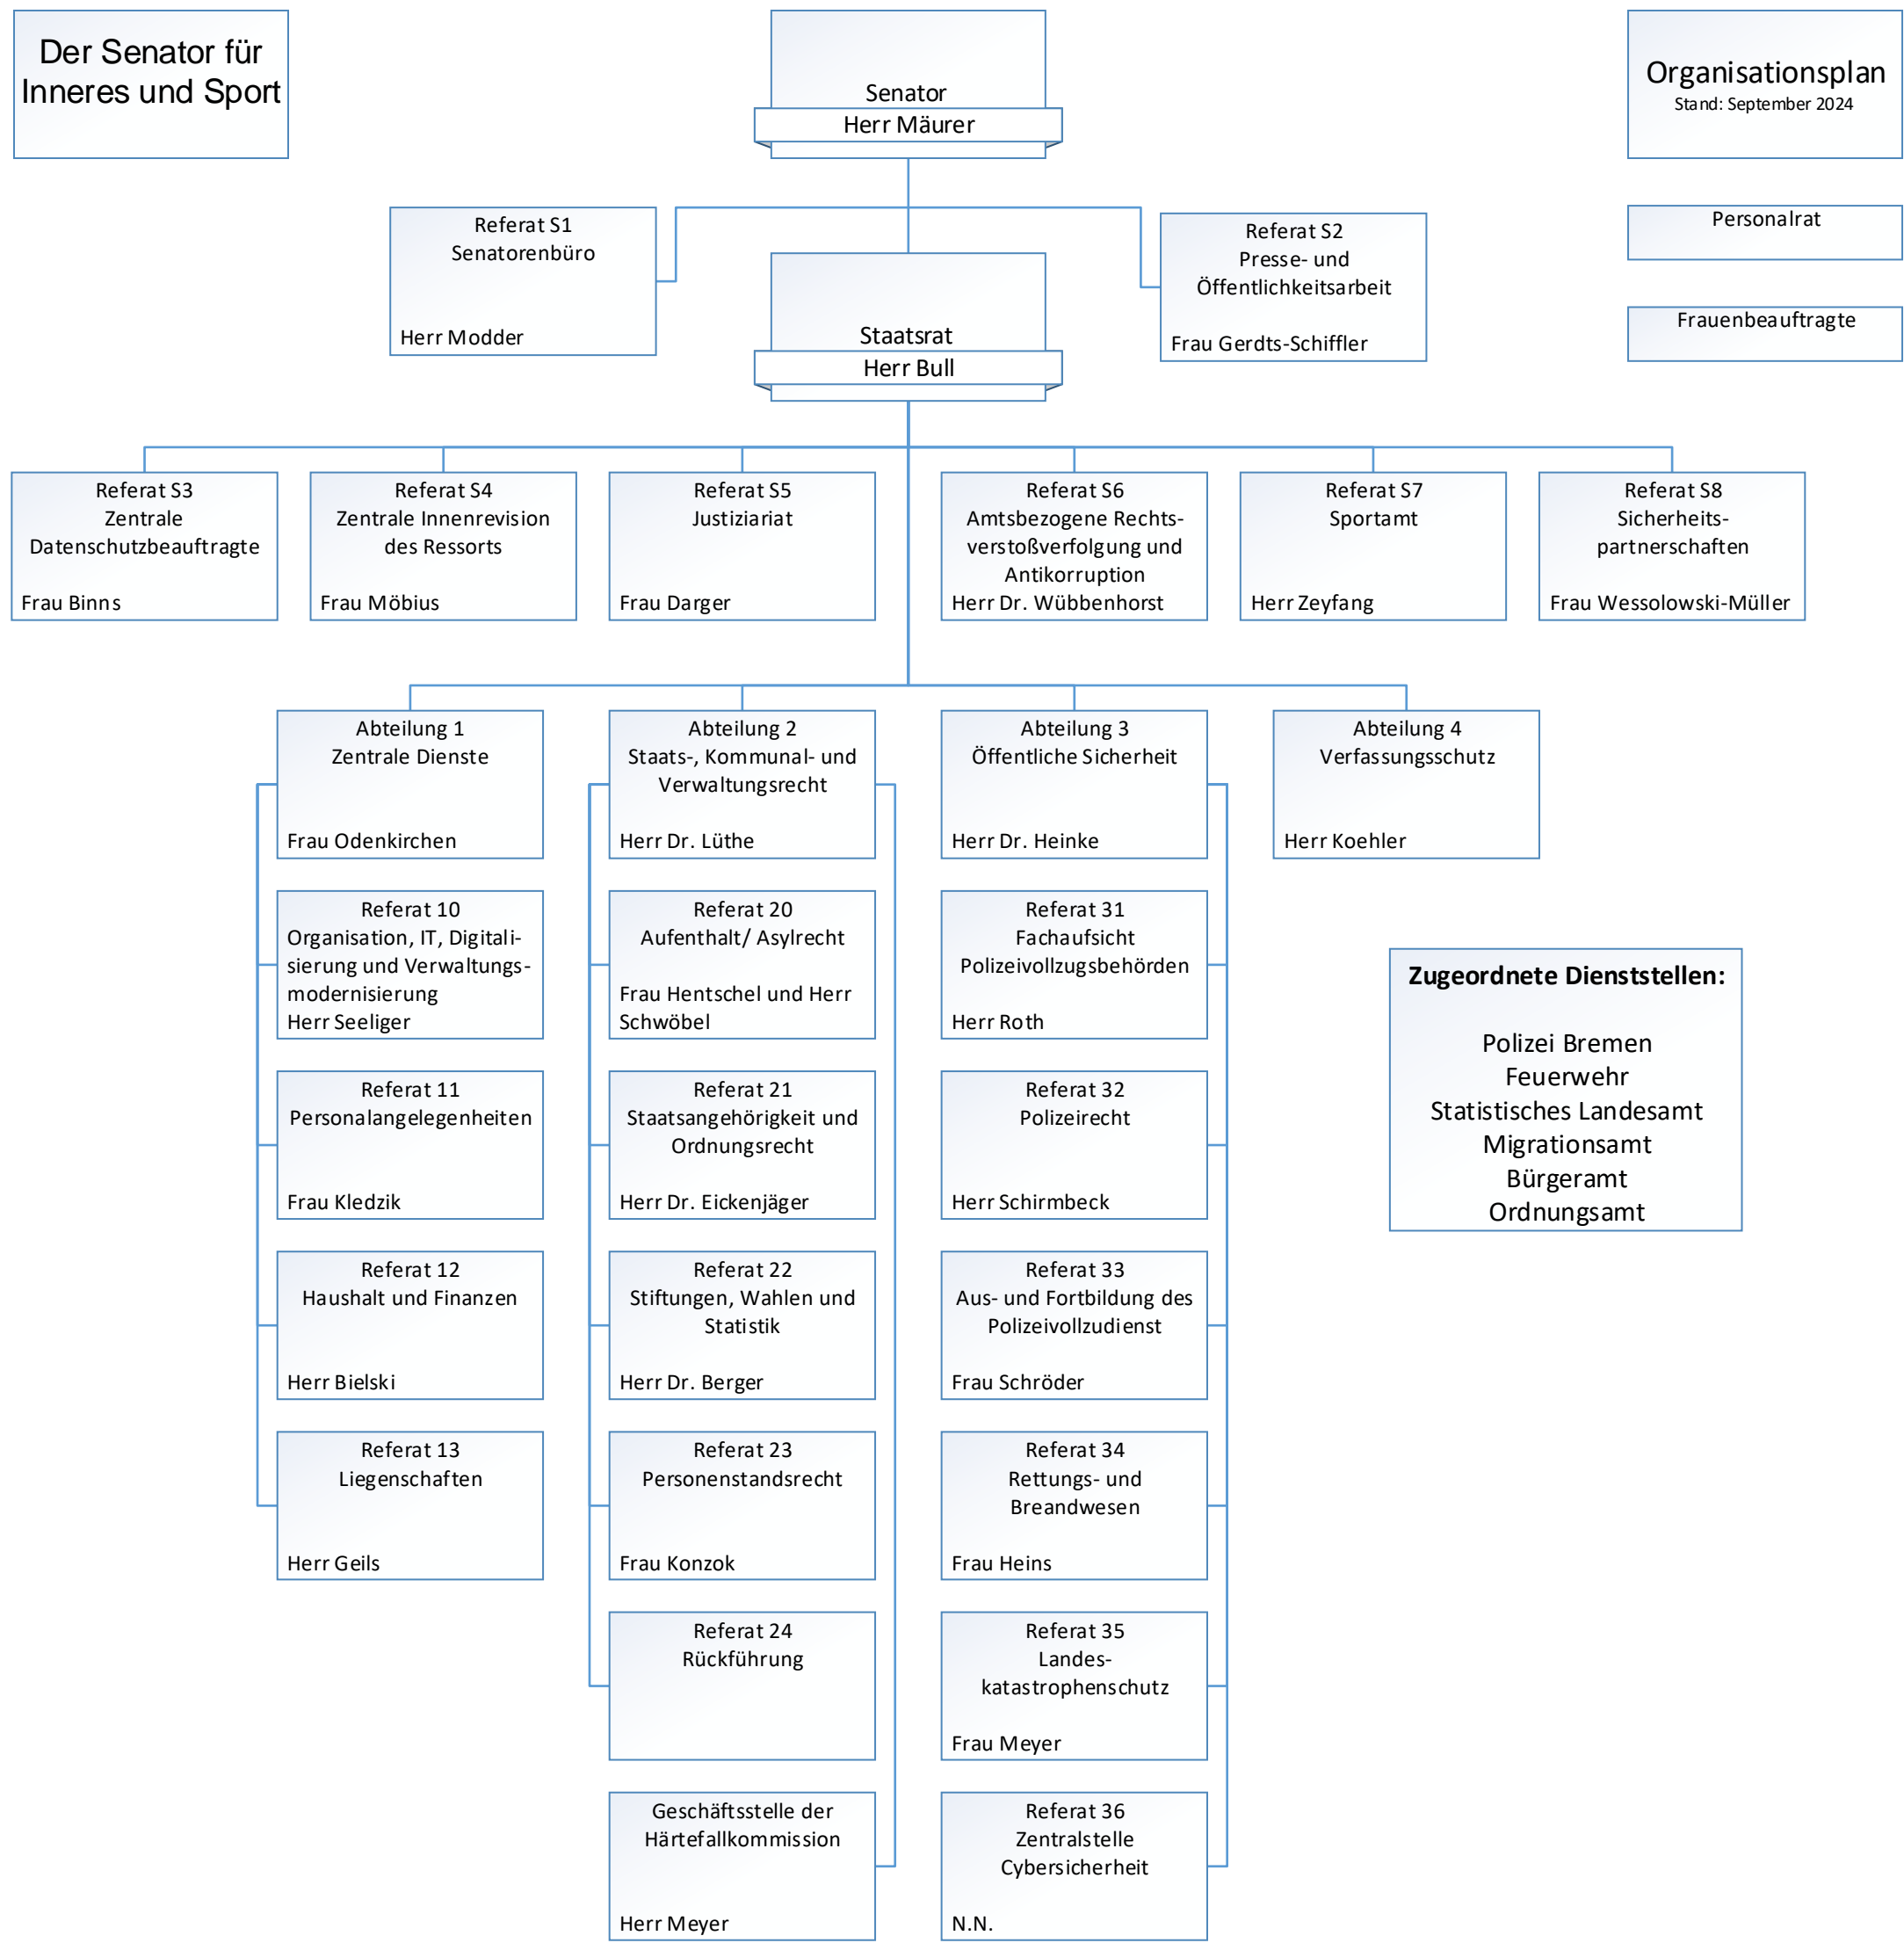 Der Senator für
Inneres und Sport
Senator
Herr Mäurer
Organisationsplan
Stand: September 2024
Personalrat
Frauenbeauftragte
Referat S1
Senatorenbüro
Herr Modder
Staatsrat
Herr Bull
Referat S2
Presse- und
Öffentlichkeitsarbeit
Frau Gerdts-Schiffler
Referat S3
Zentrale
Datenschutzbeauftragte
Frau Binns
Referat S4
Zentrale Innenrevision
des Ressorts
Frau Möbius
Referat S5
Justiziariat
Frau Darger
Referat S6
Amtsbezogene Rechts-
verstoßverfolgung und
Antikorruption
Herr Dr. Wübbenhorst
Referat S7
Sportamt
Herr Zeyfang
Referat S8
Sicherheits-
partnerschaften
Frau Wessolowski-Müller
Abteilung 1
Zentrale Dienste
Frau Odenkirchen
Referat 10
Organisation, IT, Digitali-
sierung und Verwaltungs-
modernisierung
Herr Seeliger
Referat 11
Personalangelegenheiten
Frau Kledzik
Referat 12
Haushalt und Finanzen
Herr Bielski
Referat 13
Liegenschaften
Herr Geils
Abteilung 2
Staats-, Kommunal- und
Verwaltungsrecht
Herr Dr. Lüthe
Referat 20
Aufenthalt/ Asylrecht
Frau Hentschel und Herr
Schwöbel
Referat 21
Staatsangehörigkeit und
Ordnungsrecht
Herr Dr. Eickenjäger
Referat 22
Stiftungen, Wahlen und
Statistik
Herr Dr. Berger
Referat 23
Personenstandsrecht
Frau Konzok
Referat 24
Rückführung
Geschäftsstelle der
Härtefallkommission
Herr Meyer
Abteilung 3
Öffentliche Sicherheit
Herr Dr. Heinke
Referat 31
Fachaufsicht
Polizeivollzugsbehörden
Herr Roth
Referat 32
Polizeirecht
Herr Schirmbeck
Referat 33
Aus- und Fortbildung des
Polizeivollzudienst
Frau Schröder
Referat 34
Rettungs- und
Breandwesen
Frau Heins
Referat 35
Landes-
katastrophenschutz
Frau Meyer
Referat 36
Zentralstelle
Cybersicherheit
N.N.
Abteilung 4
Verfassungsschutz
Herr Koehler
Zugeordnete Dienststellen:
Polizei Bremen
Feuerwehr
Statistisches Landesamt
Migrationsamt
Bürgeramt
Ordnungsamt